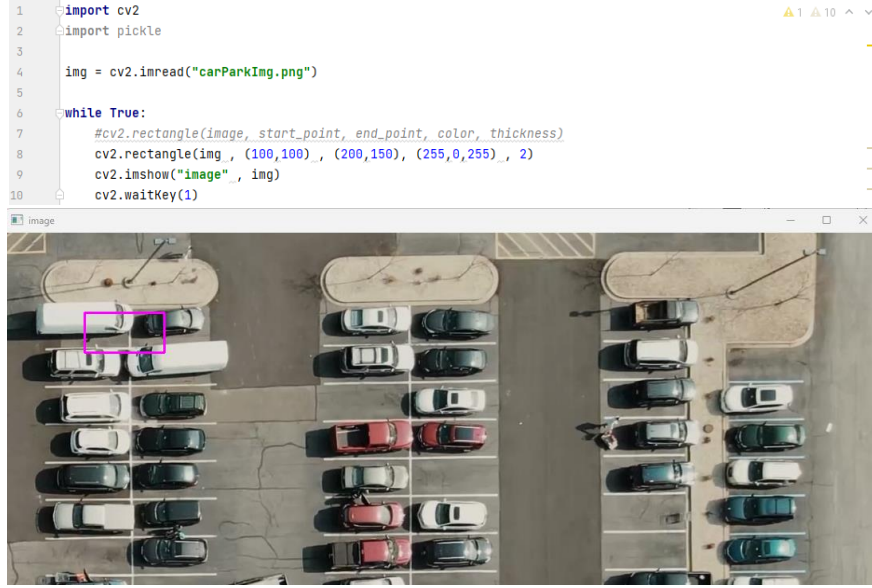 1 import cv2
2 import pickle
3
4 img = cv2.imread("carParkImg.png")
5
6 while True:
7 #cv2.rectangle(image, start_point, end_point, color, thickness)
8 cv2.rectangle(img , (100,100) , (200,150), (255,0,255) , 2)
9 cv2.imshow("image" , img)
10 cv2.waitKey(1)
1 10
image